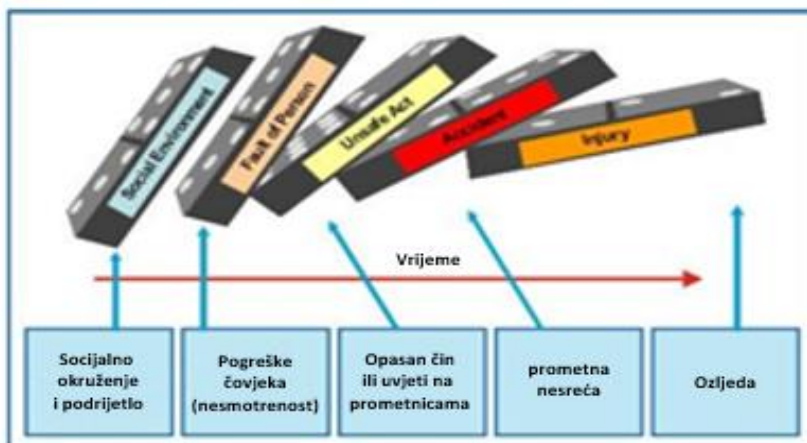 Social Environment
Fault of Person
Unsafe Act
Accident
Injury
Vrijeme
Socijalno
okruženje
i podrijetlo
Pogreške
čovjeka
(nesmotrenost)
Opasan čin
ili uvjeti na
prometnicama
prometna
nesreća
Ozljeda